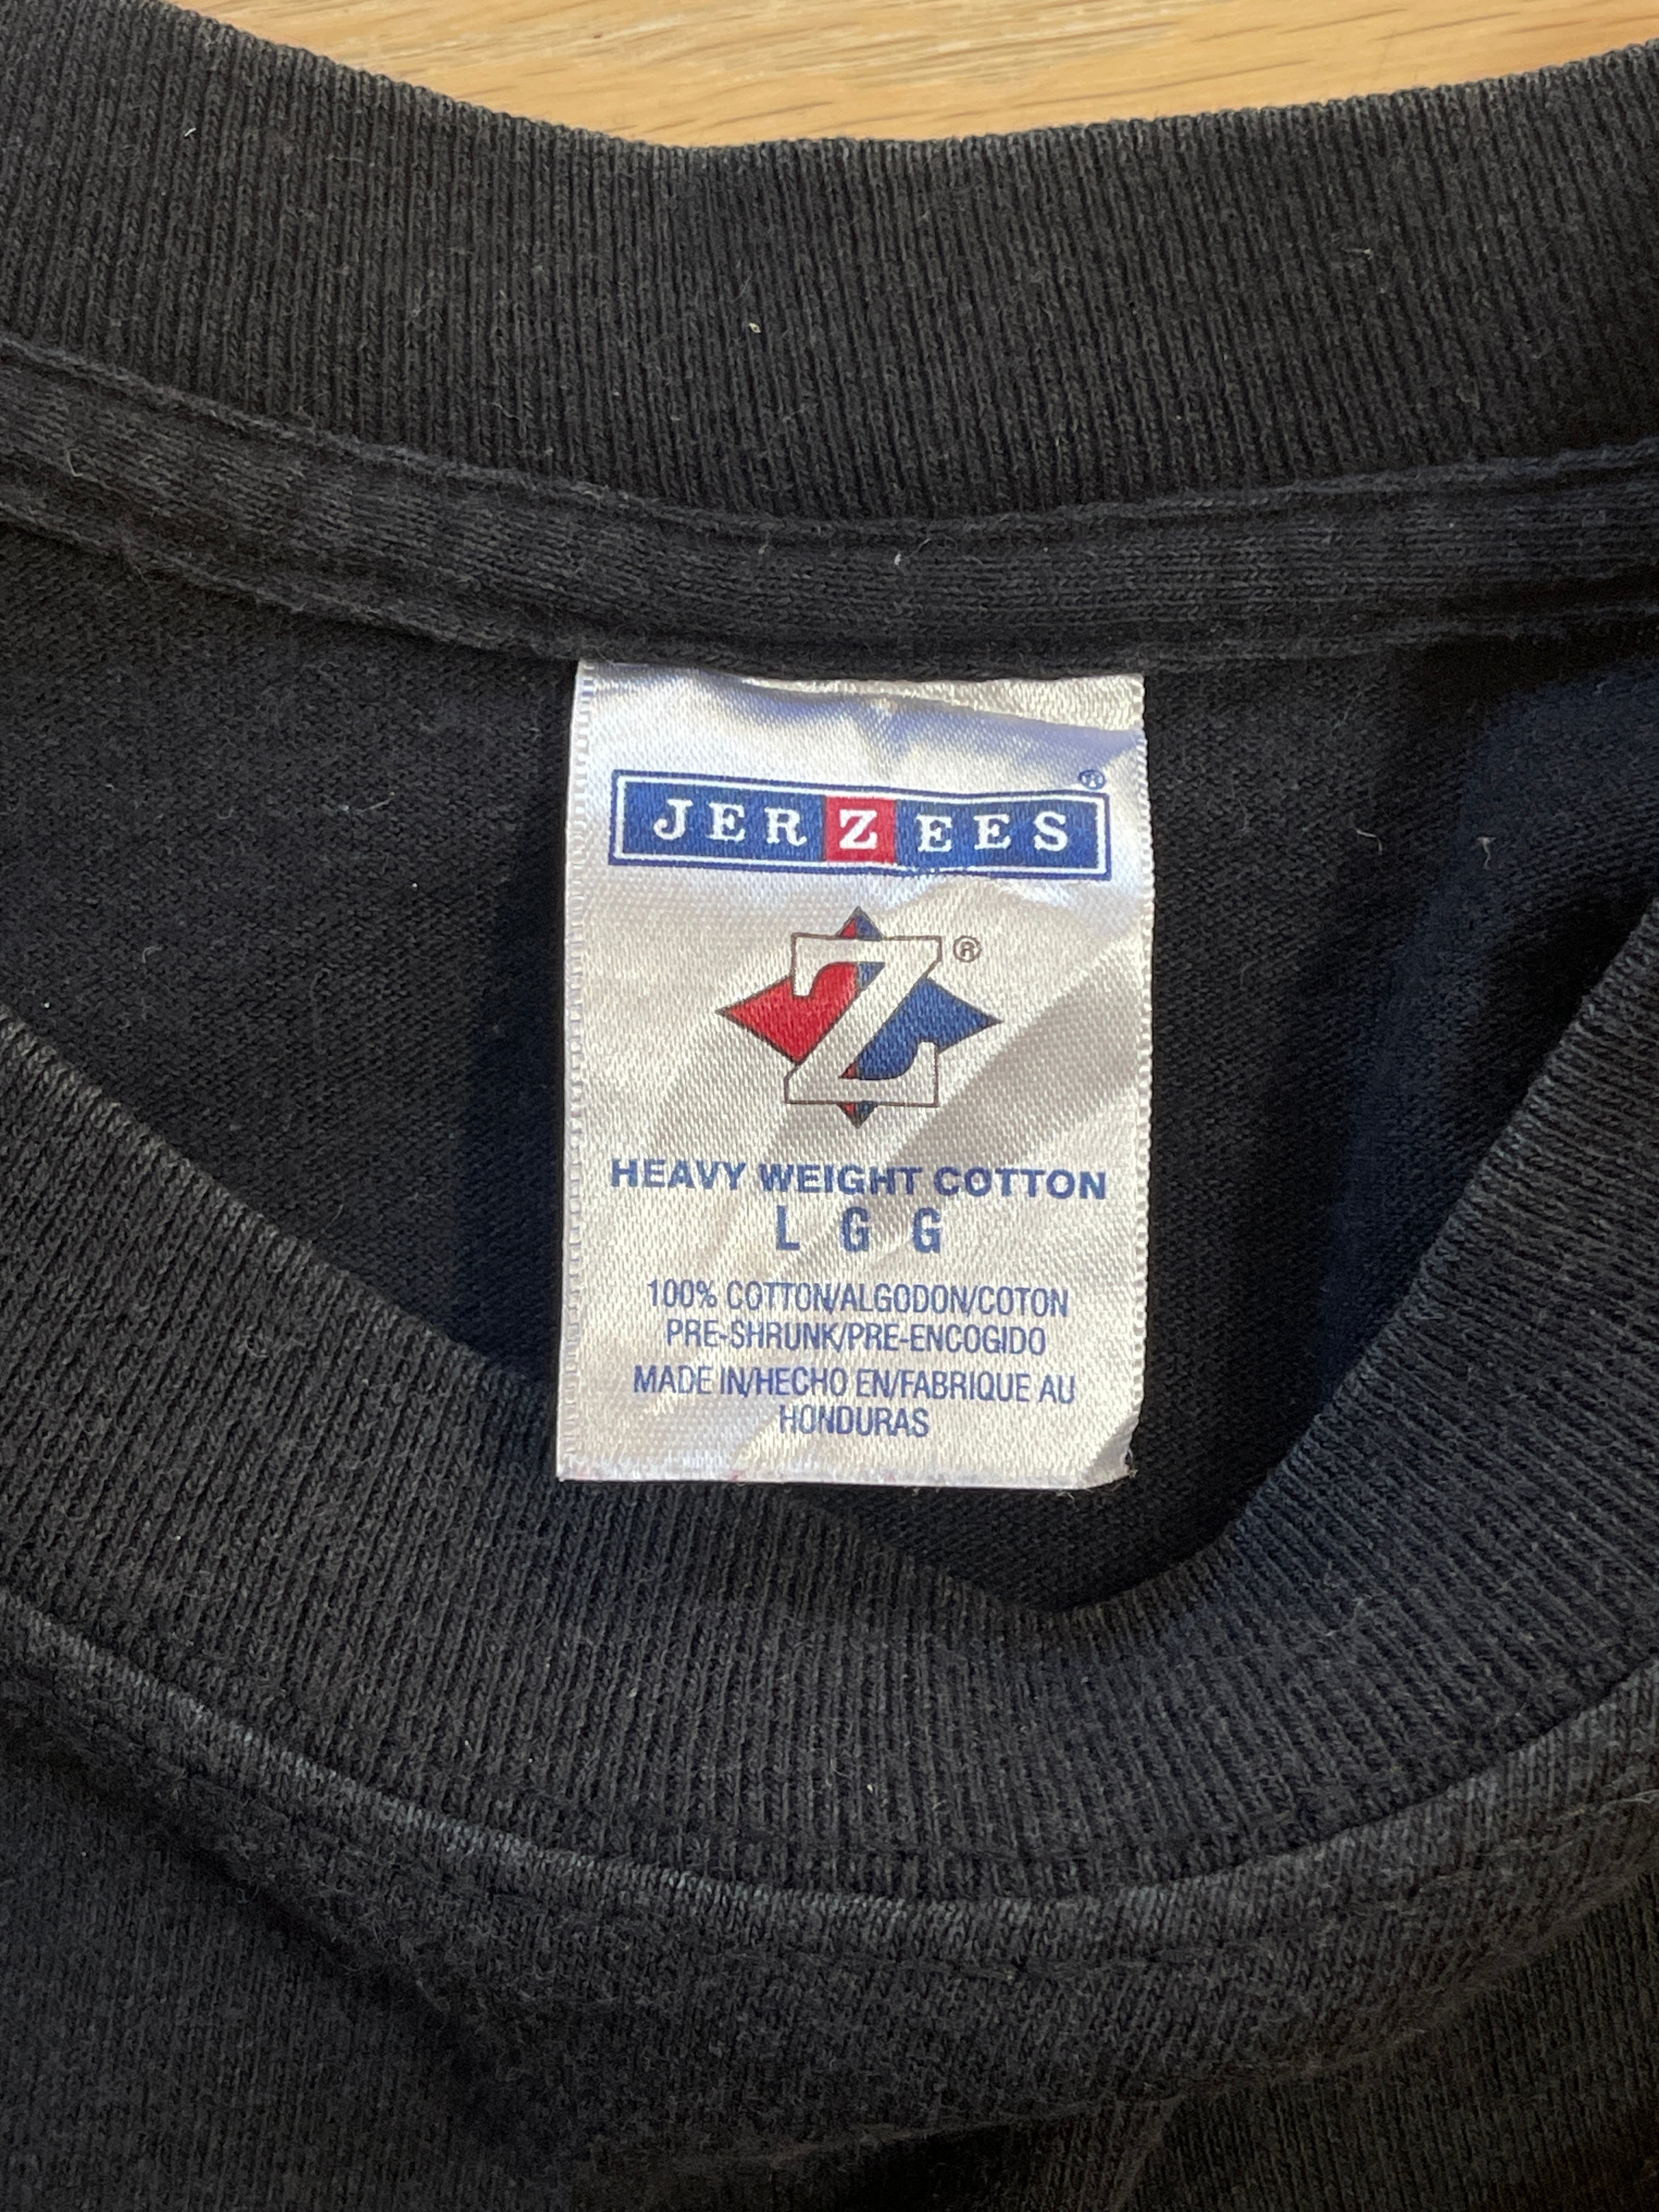 JERZEES®
Z®
HEAVY WEIGHT COTTON
L G G
100% COTTON/ALGODON/COTON
PRE-SHRUNK/PRE-ENCOGIDO
MADE IN/HECHO EN/FABRIQUE AU
HONDURAS